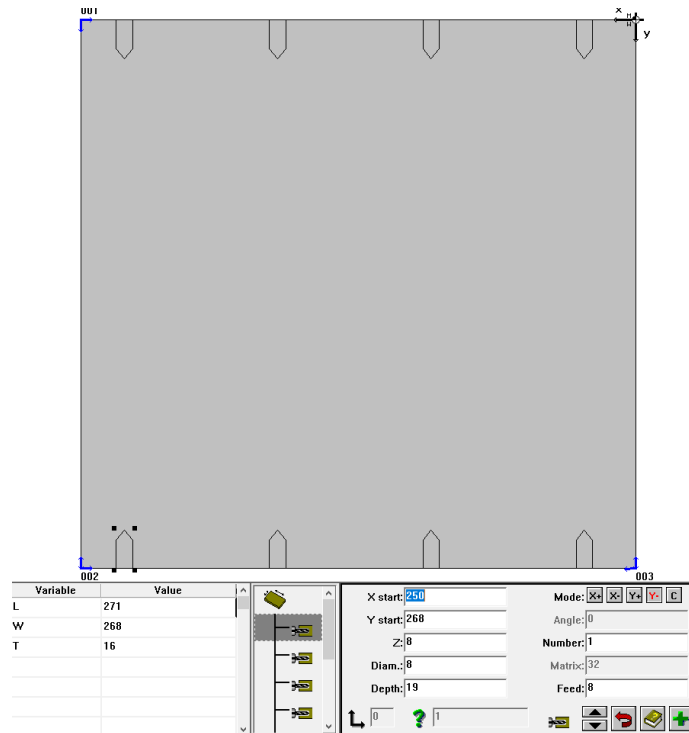 001
x
H
W
y
002
003
Variable Value
L 271
W 268
T 16
X start: 250
Y start: 268
Z: 8
Diam.: 8
Depth: 19
Mode: X+ X- Y+ Y- C
Angle: 0
Number: 1
Matrix: 32
Feed: 8
0 ? 1